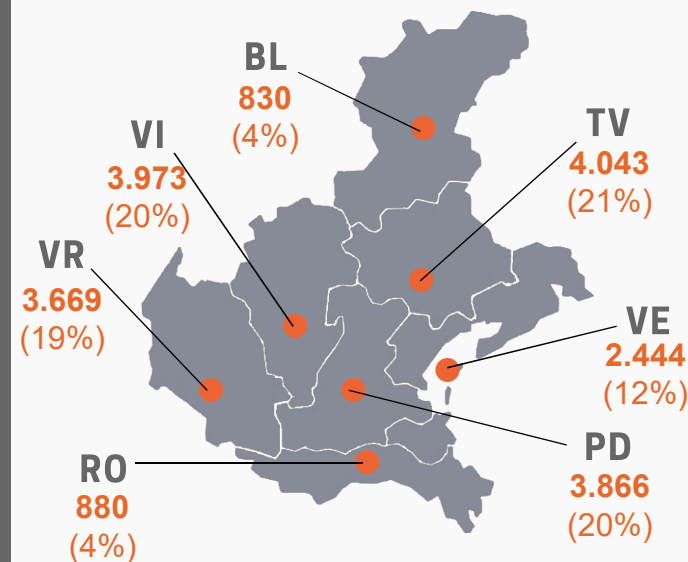 BL
830
(4%)
TV
4.043
(21%)
VI
3.973
(20%)
VR
3.669
(19%)
VE
2.444
(12%)
PD
3.866
(20%)
RO
880
(4%)